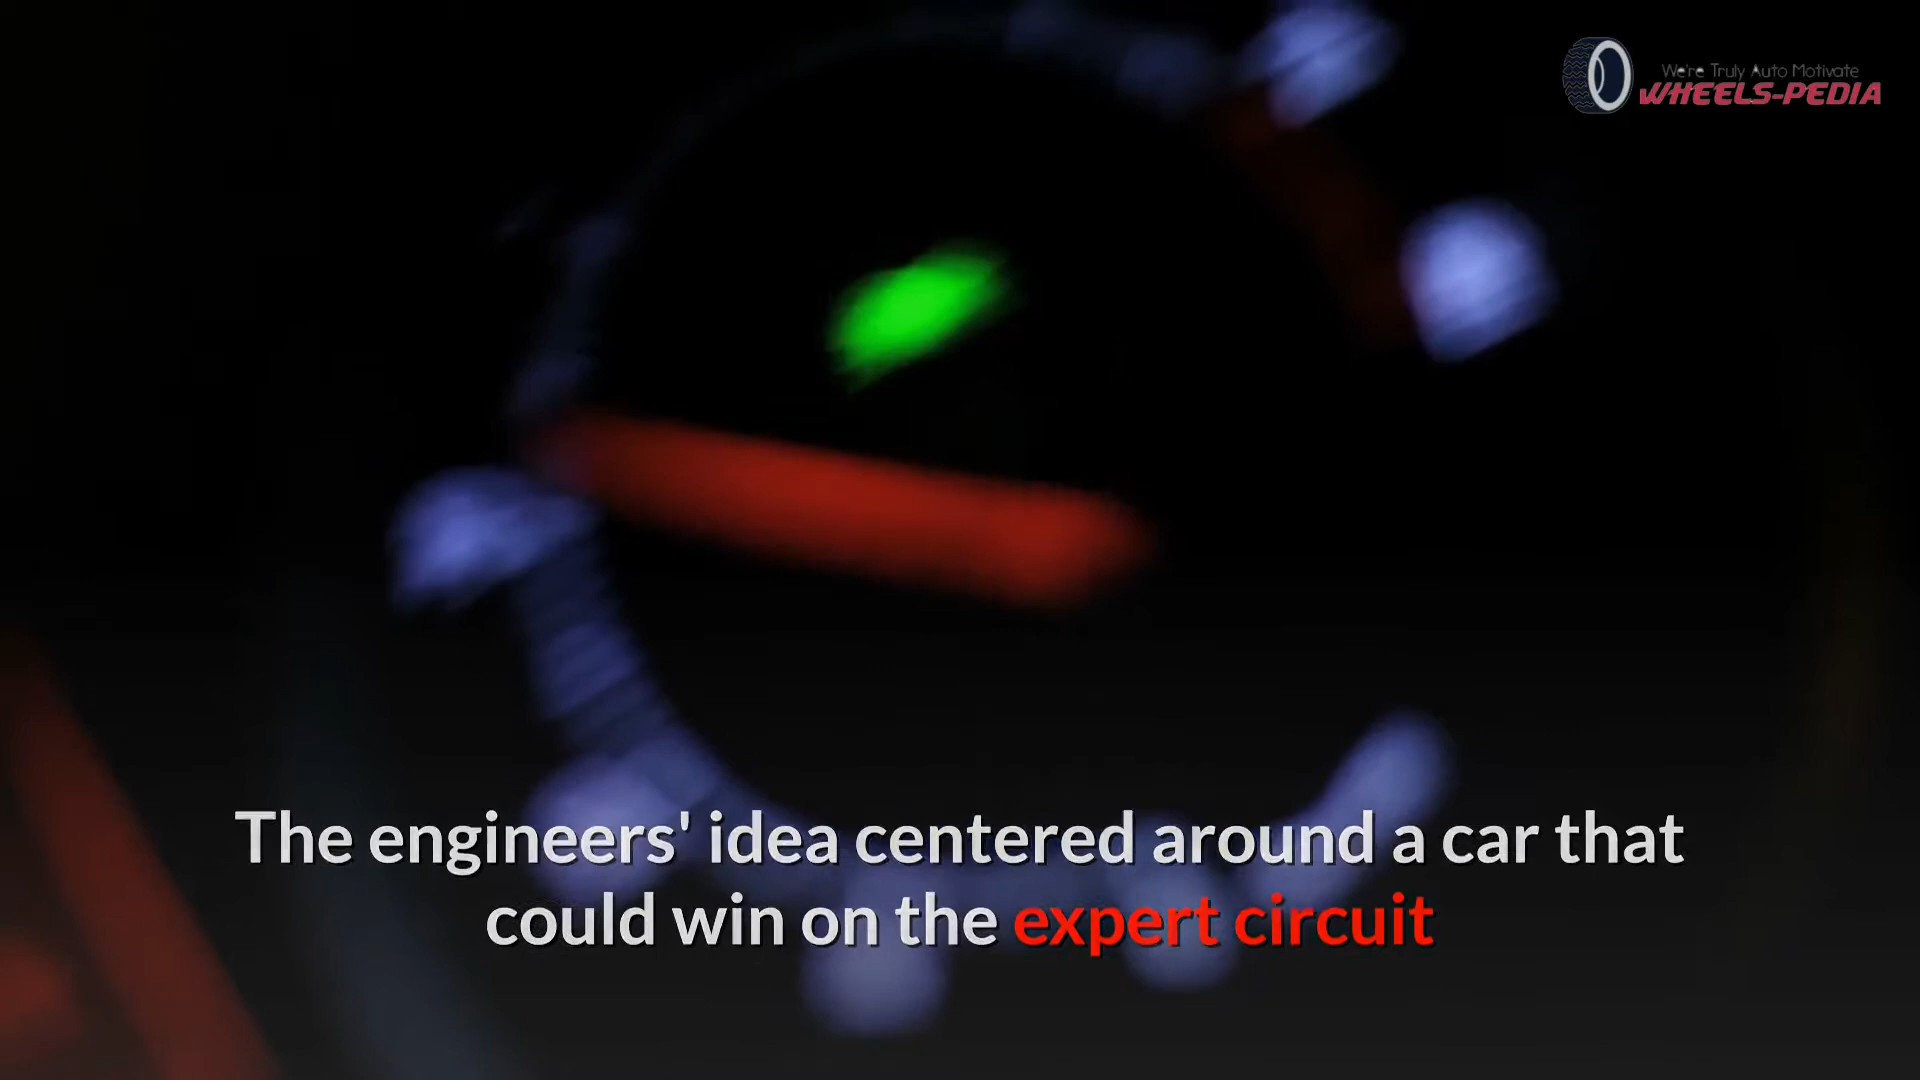 We're Truly Auto Motivate
WHEELS-PEDIA
The engineers' idea centered around a car that
could win on the expert circuit